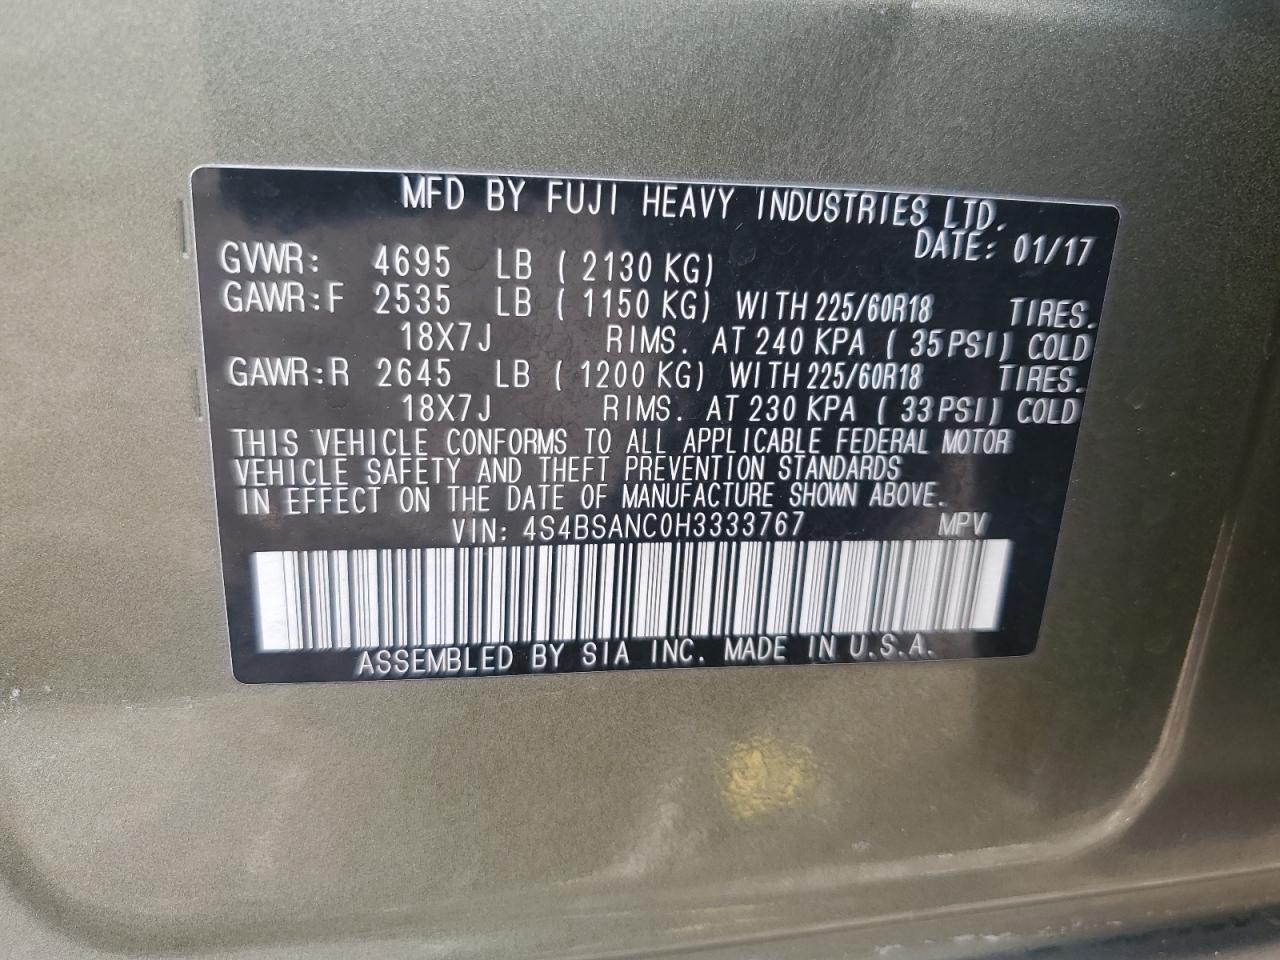 MFD BY FUJI HEAVY INDUSTRIES LTD.
DATE: 01/17
GVWR: 4695 LB ( 2130 KG)
GAWR:F 2535 LB ( 1150 KG) WITH 225/60R18 TIRES.
18X7J RIMS. AT 240 KPA ( 35 PSI) COLD
GAWR:R 2645 LB ( 1200 KG) WITH 225/60R18 TIRES.
18X7J RIMS. AT 230 KPA ( 33 PSI) COLD
THIS VEHICLE CONFORMS TO ALL APPLICABLE FEDERAL MOTOR
VEHICLE SAFETY AND THEFT PREVENTION STANDARDS
IN EFFECT ON THE DATE OF MANUFACTURE SHOWN ABOVE.
VIN: 4S4BSANC0H3333767 MPV
ASSEMBLED BY SIA INC. MADE IN U.S.A.